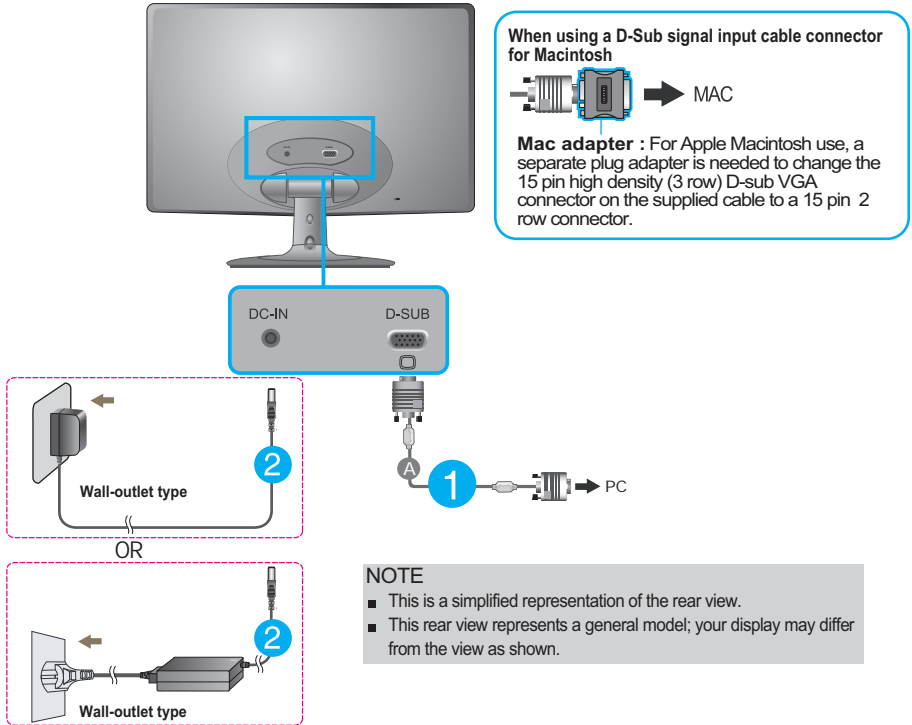 When using a D-Sub signal input cable connector
for Macintosh
MAC
Mac adapter : For Apple Macintosh use, a
separate plug adapter is needed to change the
15 pin high density (3 row) D-sub VGA
connector on the supplied cable to a 15 pin 2
row connector.
DC-IN
D-SUB
A
1
PC
2
Wall-outlet type
OR
2
Wall-outlet type
NOTE
■ This is a simplified representation of the rear view.
■ This rear view represents a general model; your display may differ
from the view as shown.